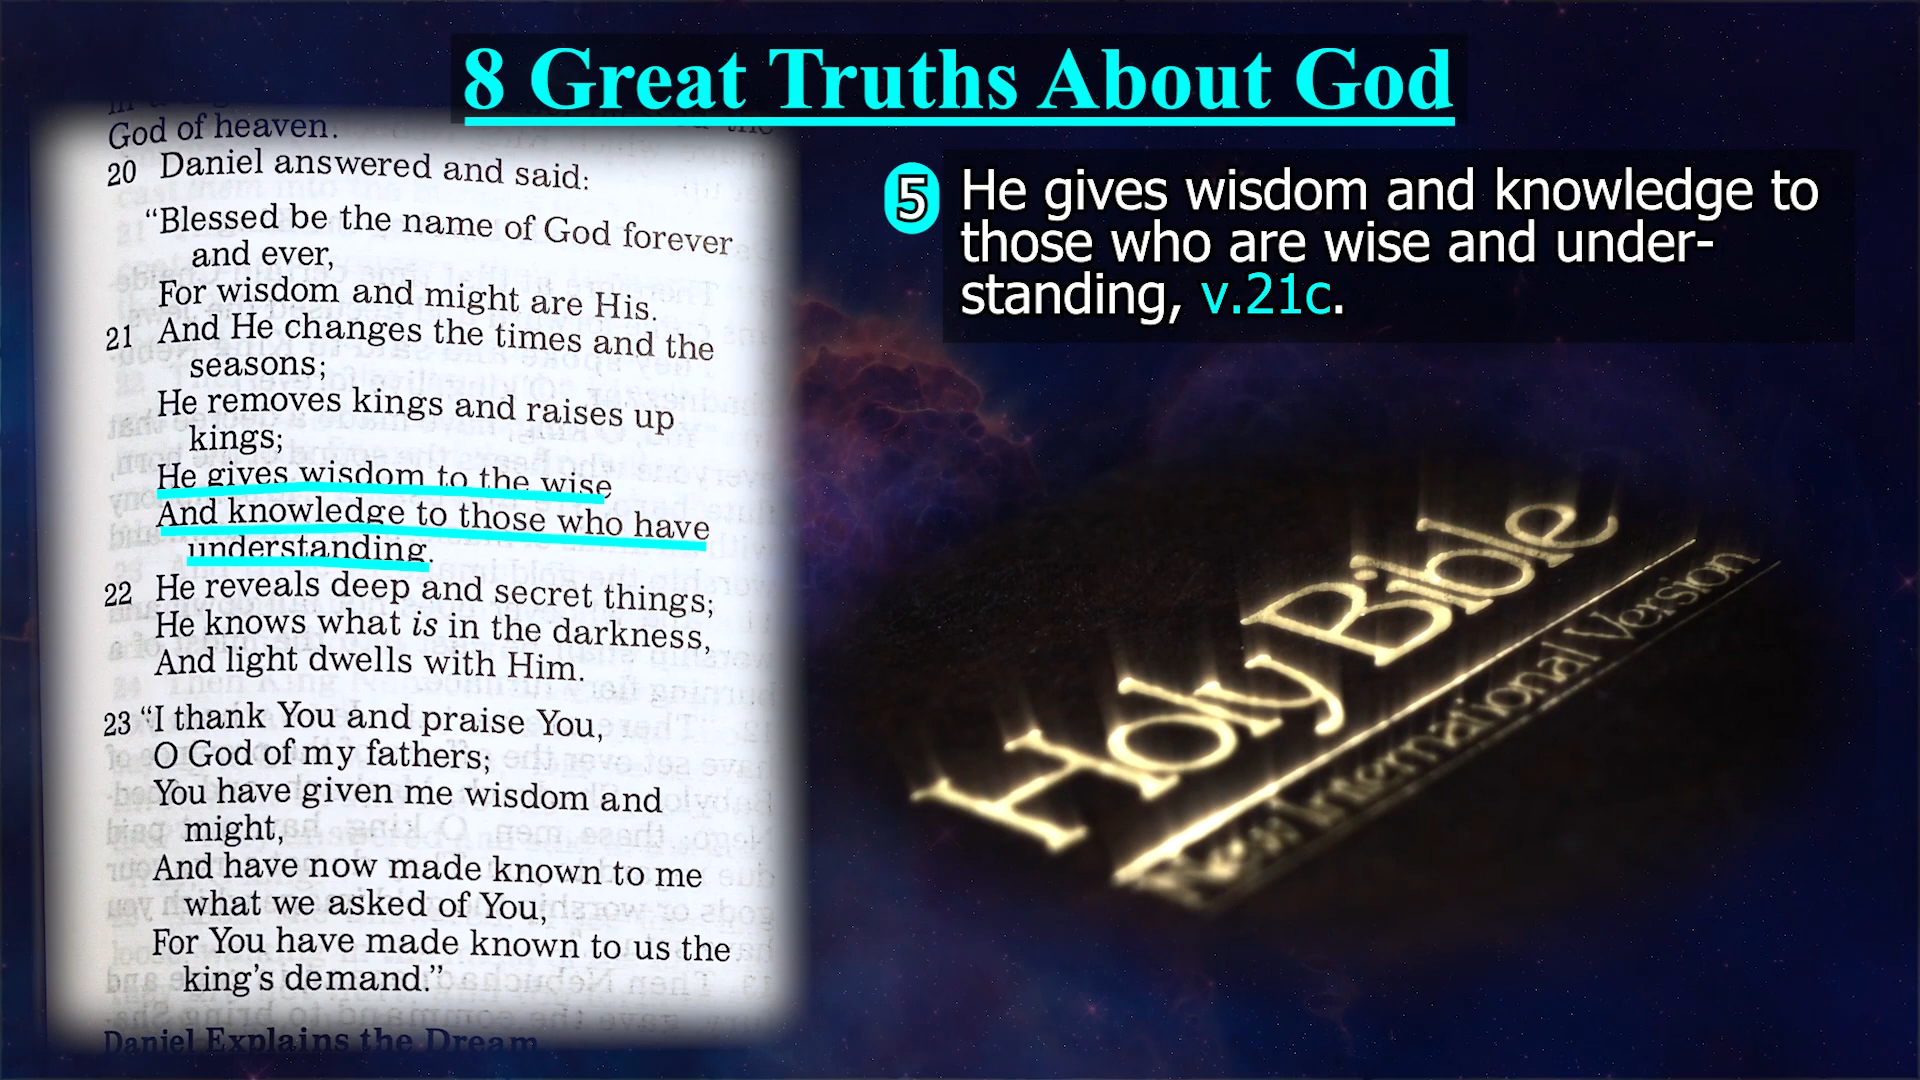 8 Great Truths About God
God of heaven.
20 Daniel answered and said:
“Blessed be the name of God forever
and ever,
For wisdom and might are His.
21 And He changes the times and the
seasons;
He removes kings and raises up
kings;
He gives wisdom to the wise
And knowledge to those who have
understanding.
22 He reveals deep and secret things;
He knows what is in the darkness,
And light dwells with Him.
23 “I thank You and praise You,
O God of my fathers;
You have given me wisdom and
might,
And have now made known to me
what we asked of You,
For You have made known to us the
king’s demand.”
Daniel Explains the Dream
5 He gives wisdom and knowledge to
those who are wise and under-
standing, v.21c.
Holy Bible
New International Version